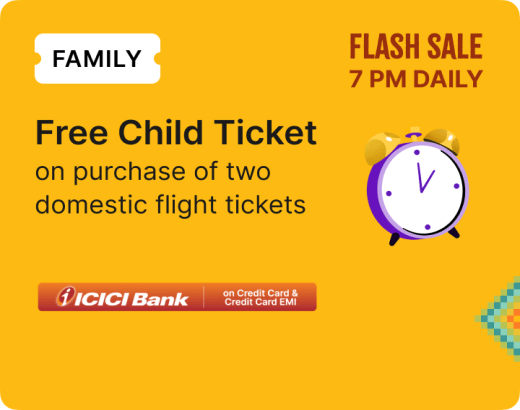 FAMILY
FLASH SALE
7 PM DAILY
Free Child Ticket
on purchase of two
domestic flight tickets
ICICI Bank
on Credit Card &
Credit Card EMI